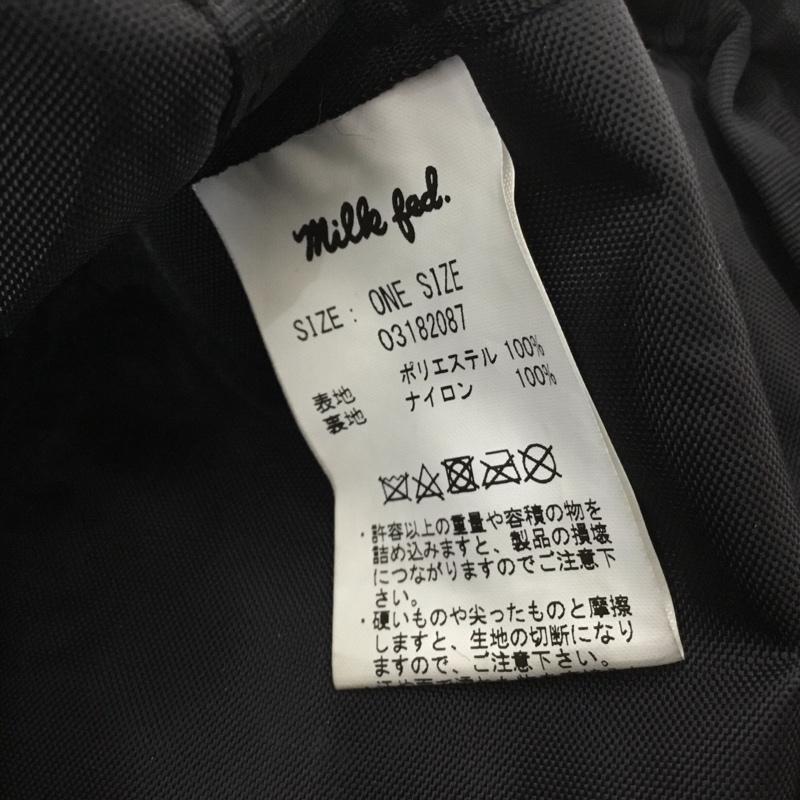 milk fed.
SIZE: ONE SIZE
03182087
表地 ポリエステル 100%
裏地 ナイロン 100%
・許容以上の重量や容積の物を
詰め込みますと、製品の損壊
につながりますのでご注意下
さい。
・硬いものや尖ったものと摩擦
しますと、生地の切断になり
ますので、ご注意下さい。